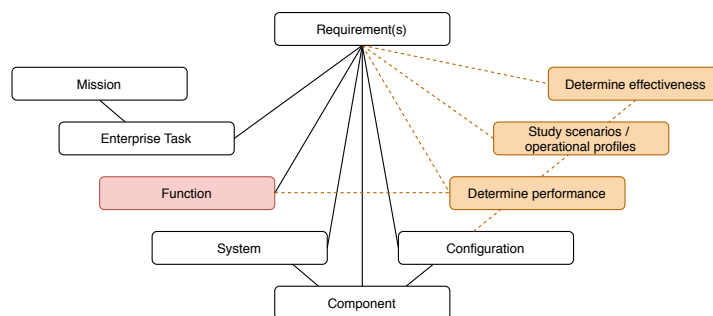 Requirement(s)
Mission
Determine effectiveness
Enterprise Task
Study scenarios /
operational profiles
Function
Determine performance
System
Configuration
Component